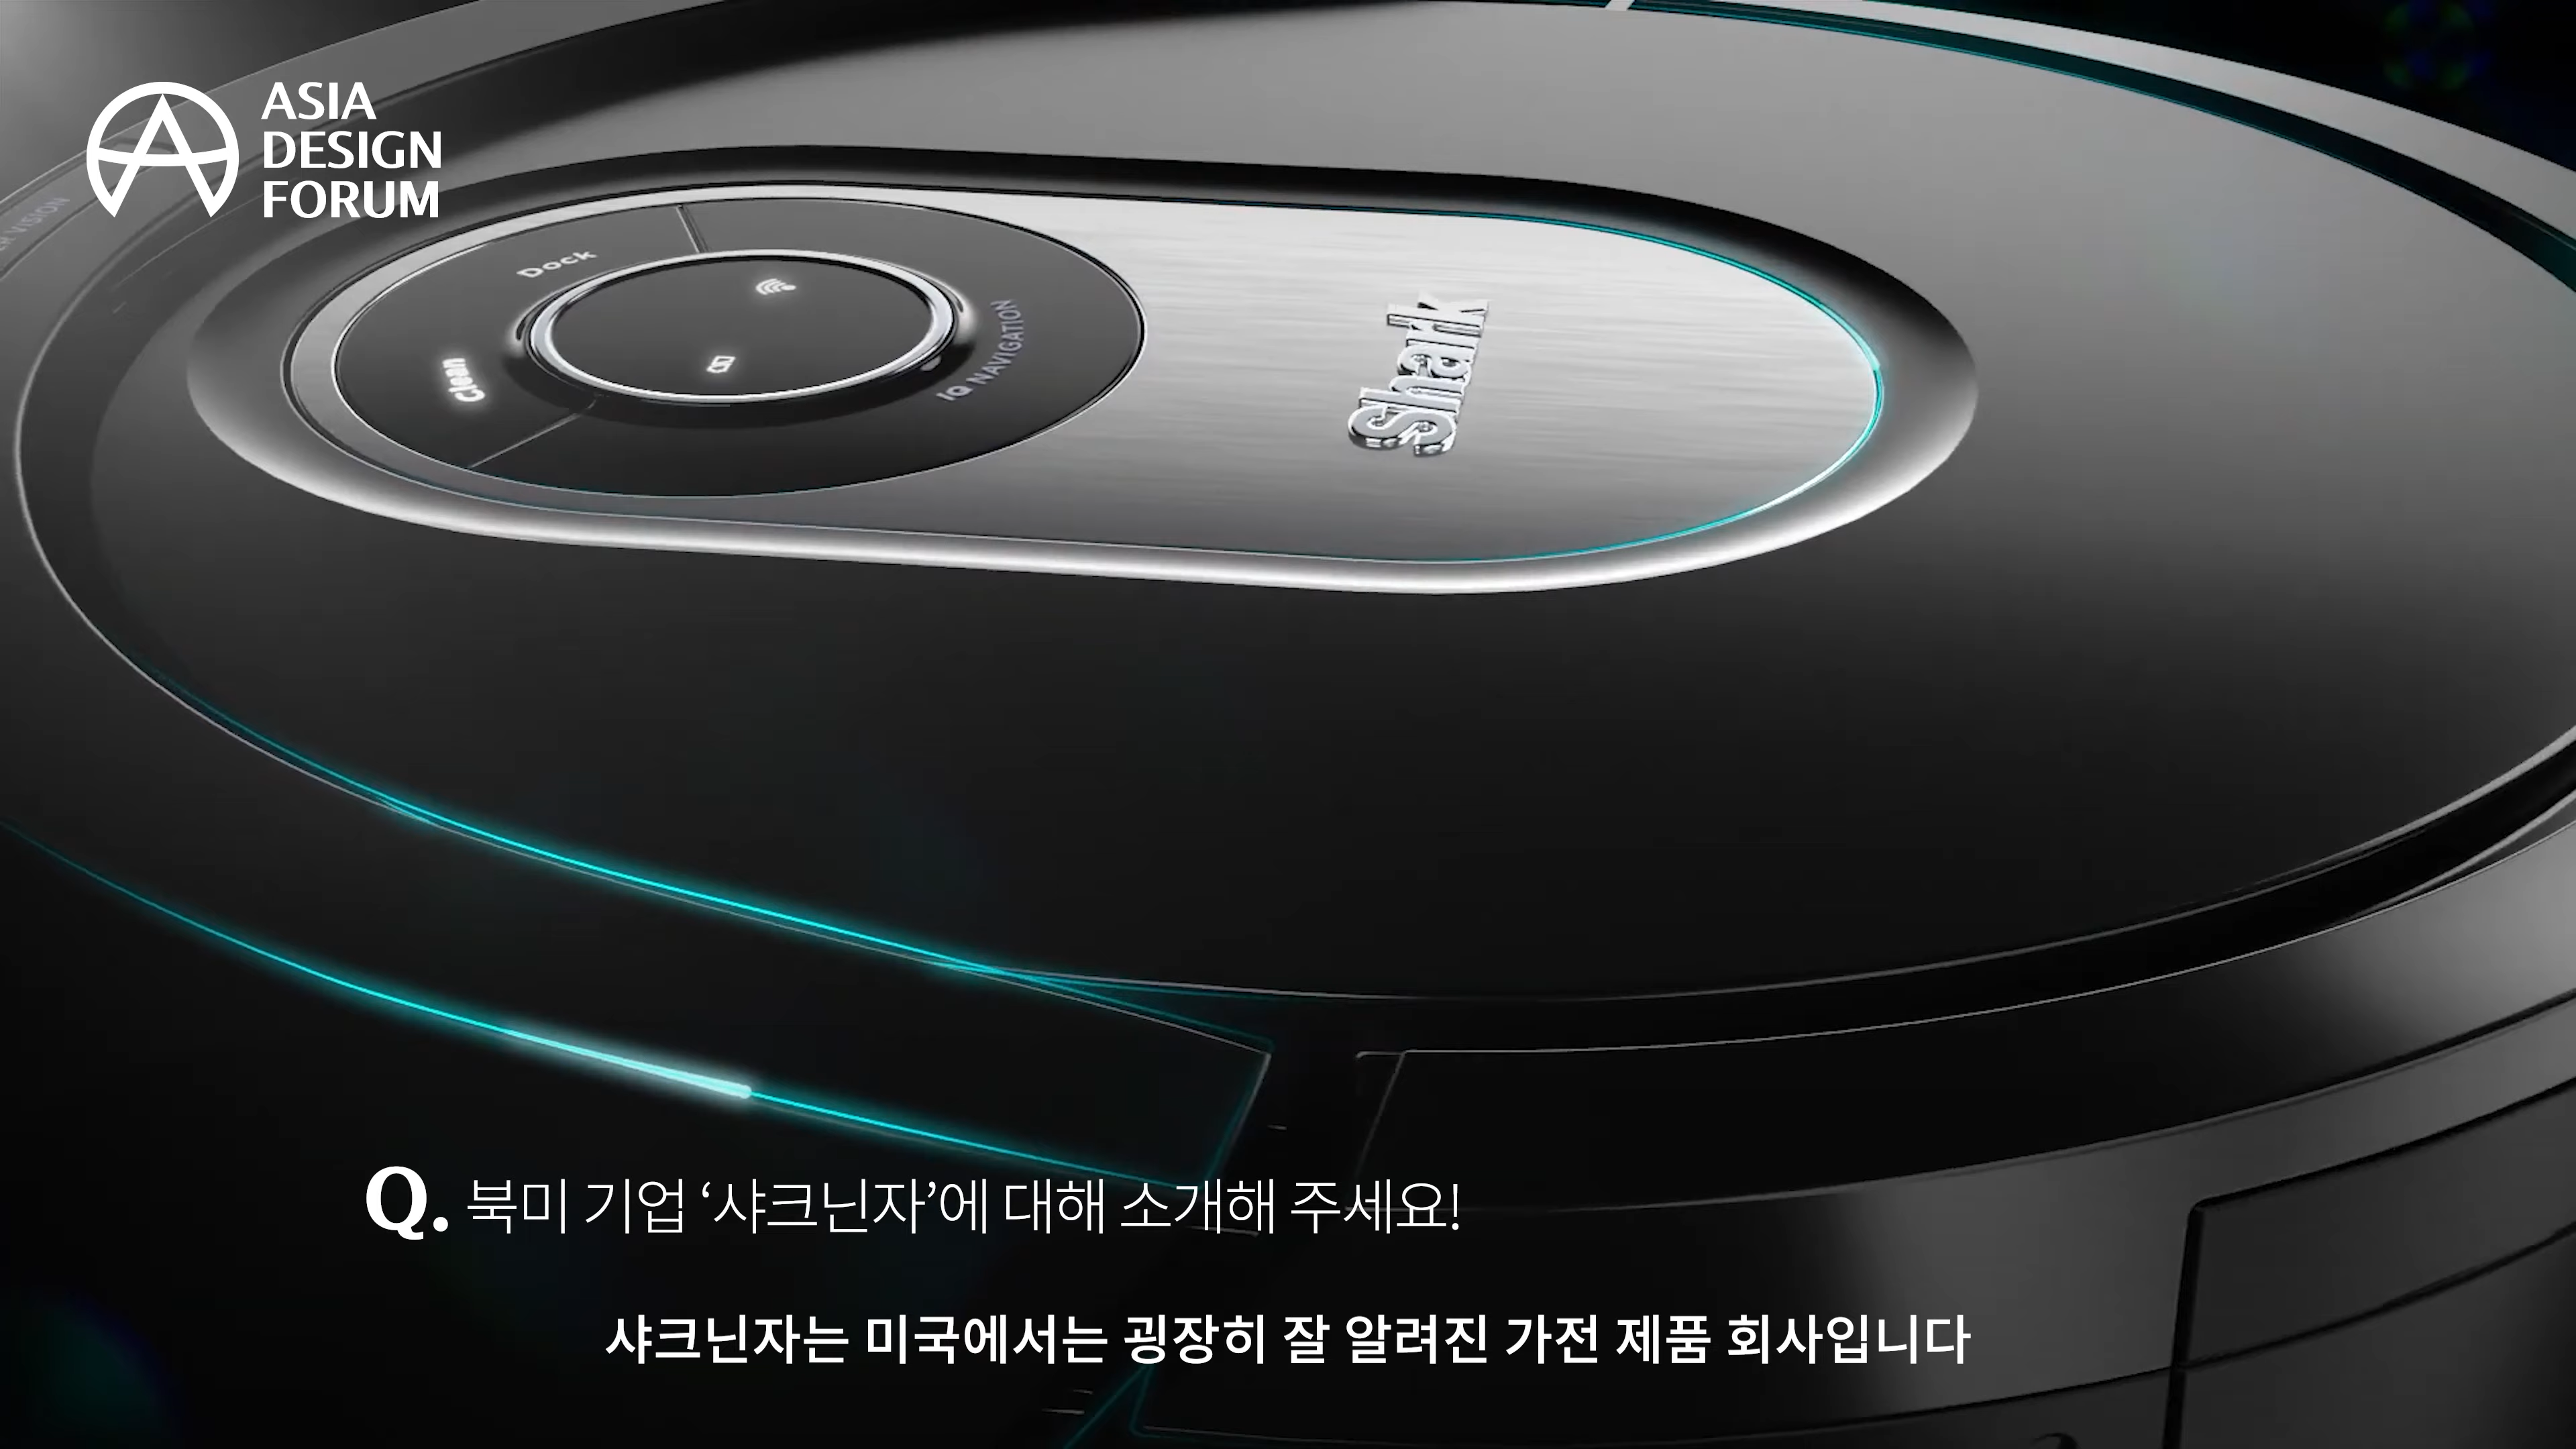 ASIA
DESIGN
FORUM
VISION
Dock
Clean
IQ NAVIGATION
Shark
Q. 북미 기업 ‘샤크닌자’에 대해 소개해 주세요!
샤크닌자는 미국에서는 굉장히 잘 알려진 가전 제품 회사입니다